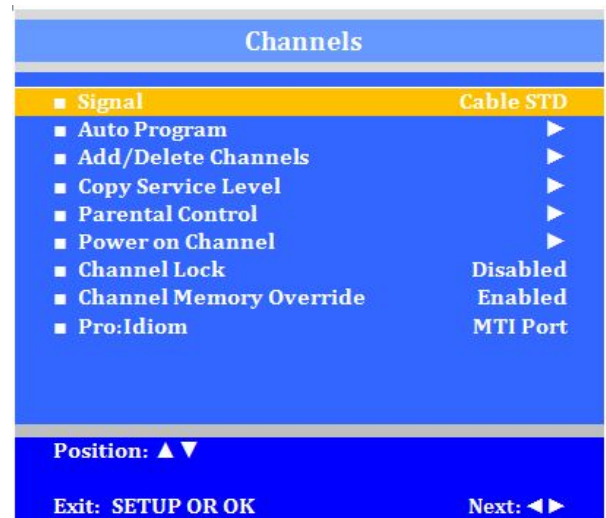 Channels
Signal Cable STD
Auto Program ▶
Add/Delete Channels ▶
Copy Service Level ▶
Parental Control ▶
Power on Channel ▶
Channel Lock Disabled
Channel Memory Override Enabled
Pro:Idiom MTI Port
Position: ▲▼
Exit: SETUP OR OK Next: ◀▶